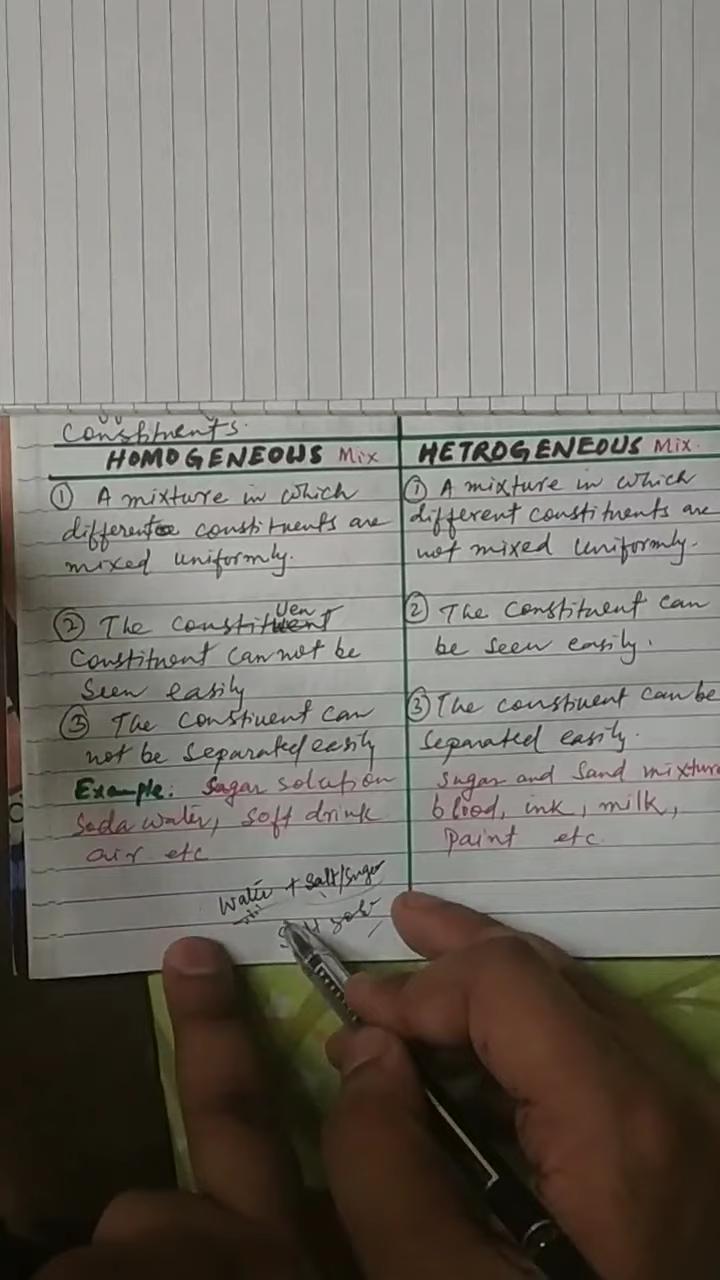 Constituents.
HOMOGENEOUS Mix
① A mixture in which
different constituents are
mixed uniformly.
② The constituent
Constituent can not be
Seen easily
③ The constiuent can
not be separated easily
Example: Sugar solution
Soda water, soft drink
air etc
Water + Salt/Sugar
HETROGENEOUS Mix.
① A mixture in which
different constituents are
not mixed uniformly.
② The constituent can
be seen easily.
③ The constiuent can be
separated easily.
Sugar and Sand mixture
blood, ink, milk,
Paint etc.